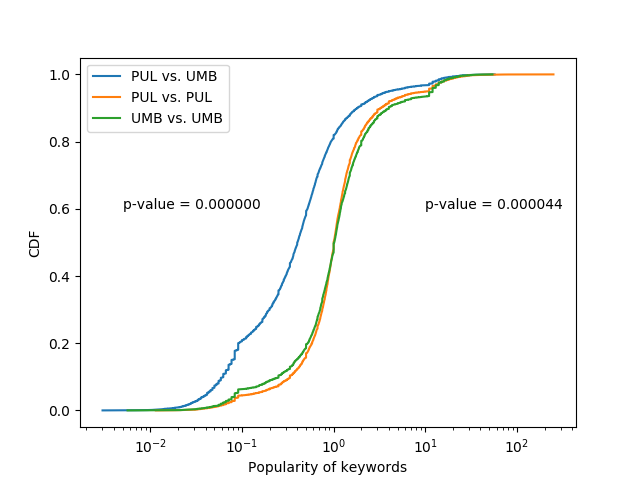 PUL vs. UMB
PUL vs. PUL
UMB vs. UMB
p-value = 0.000000
p-value = 0.000044
CDF
1.0
0.8
0.6
0.4
0.2
0.0
10⁻² 10⁻¹ 10⁰ 10¹ 10²
Popularity of keywords